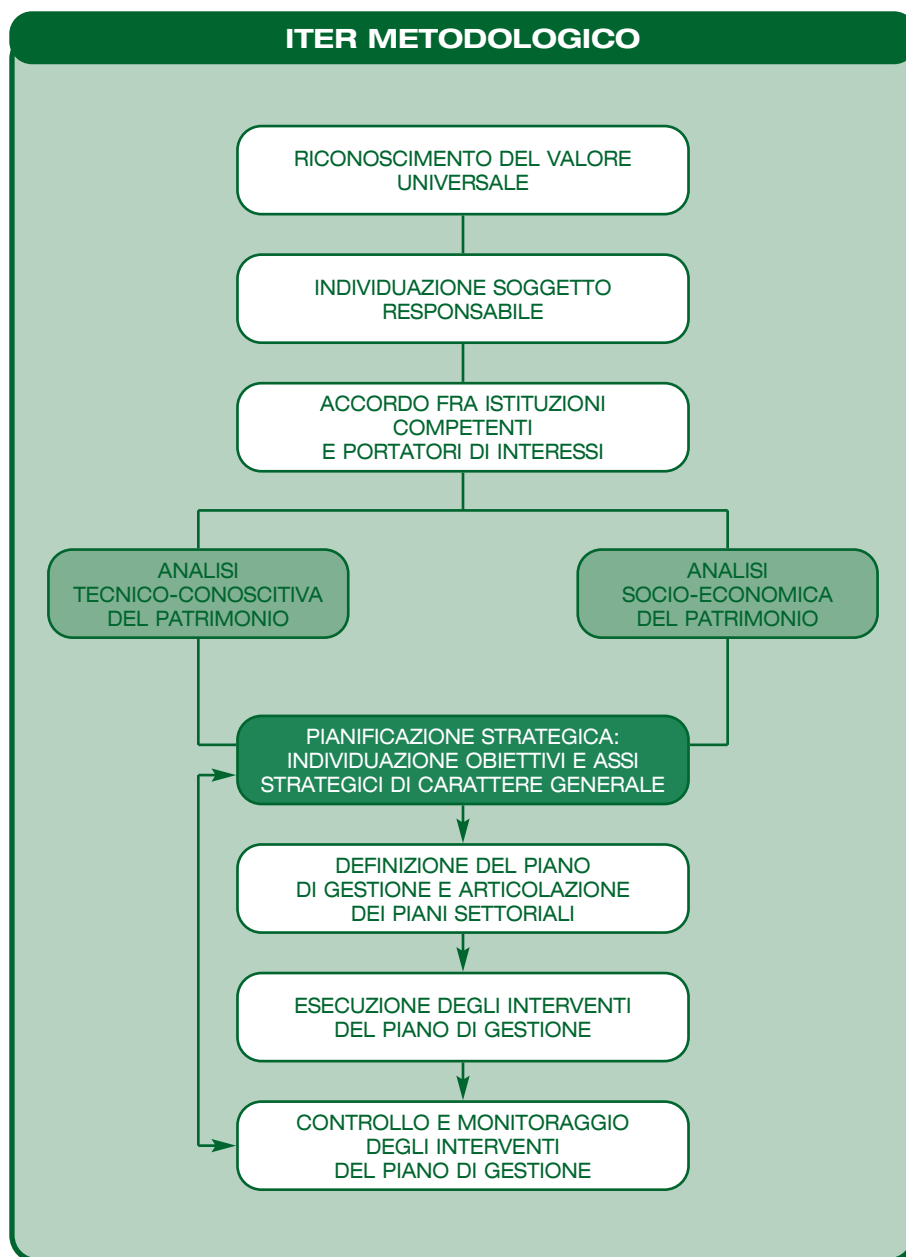 ITER METODOLOGICO
RICONOSCIMENTO DEL VALORE
UNIVERSALE
INDIVIDUAZIONE SOGGETTO
RESPONSABILE
ACCORDO FRA ISTITUZIONI
COMPETENTI
E PORTATORI DI INTERESSI
ANALISI
TECNICO-CONOSCITIVA
DEL PATRIMONIO
ANALISI
SOCIO-ECONOMICA
DEL PATRIMONIO
PIANIFICAZIONE STRATEGICA:
INDIVIDUAZIONE OBIETTIVI E ASSI
STRATEGICI DI CARATTERE GENERALE
DEFINIZIONE DEL PIANO
DI GESTIONE E ARTICOLAZIONE
DEI PIANI SETTORIALI
ESECUZIONE DEGLI INTERVENTI
DEL PIANO DI GESTIONE
CONTROLLO E MONITORAGGIO
DEGLI INTERVENTI
DEL PIANO DI GESTIONE